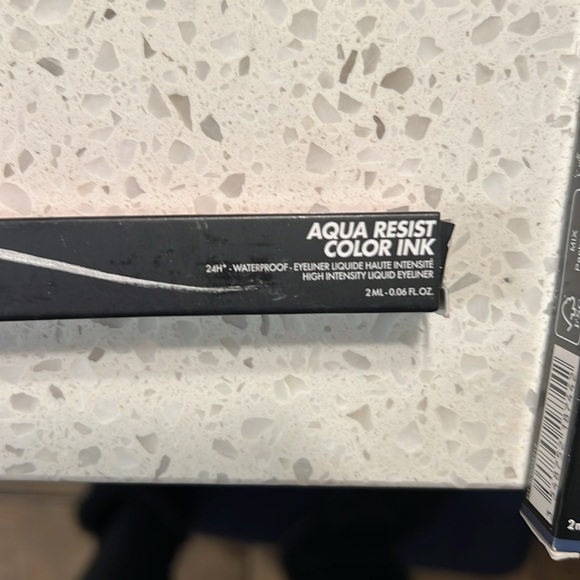 AQUA RESIST
COLOR INK
24H* - WATERPROOF - EYELINER LIQUIDE HAUTE INTENSITÉ
HIGH INTENSITY LIQUID EYELINER
2 ML - 0.06 FL.OZ.
MIX